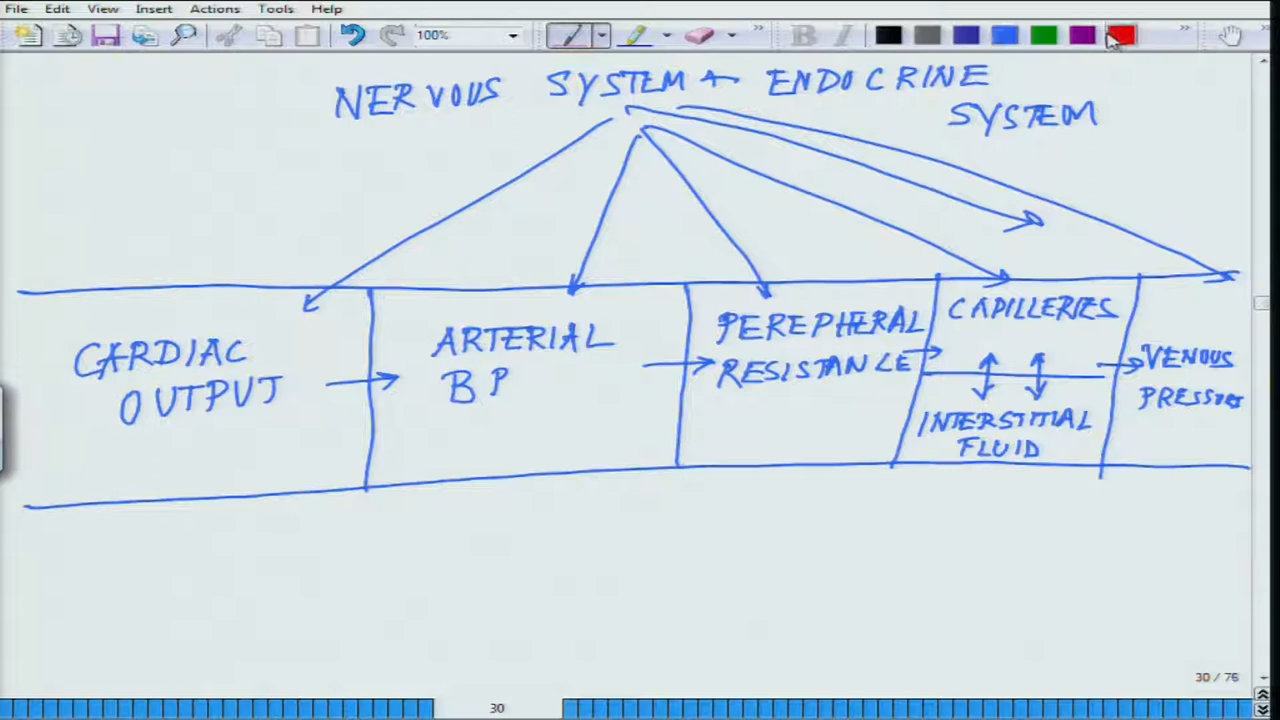 File Edit View Insert Actions Tools Help
100%
NERVOUS SYSTEM + ENDOCRINE
SYSTEM
CARDIAC
OUTPUT
ARTERIAL
BP
PEREPHERAL
RESISTANCE
CAPILLERIES
INTERSTITIAL
FLUID
VENOUS
PRESSURE
30 / 76
30